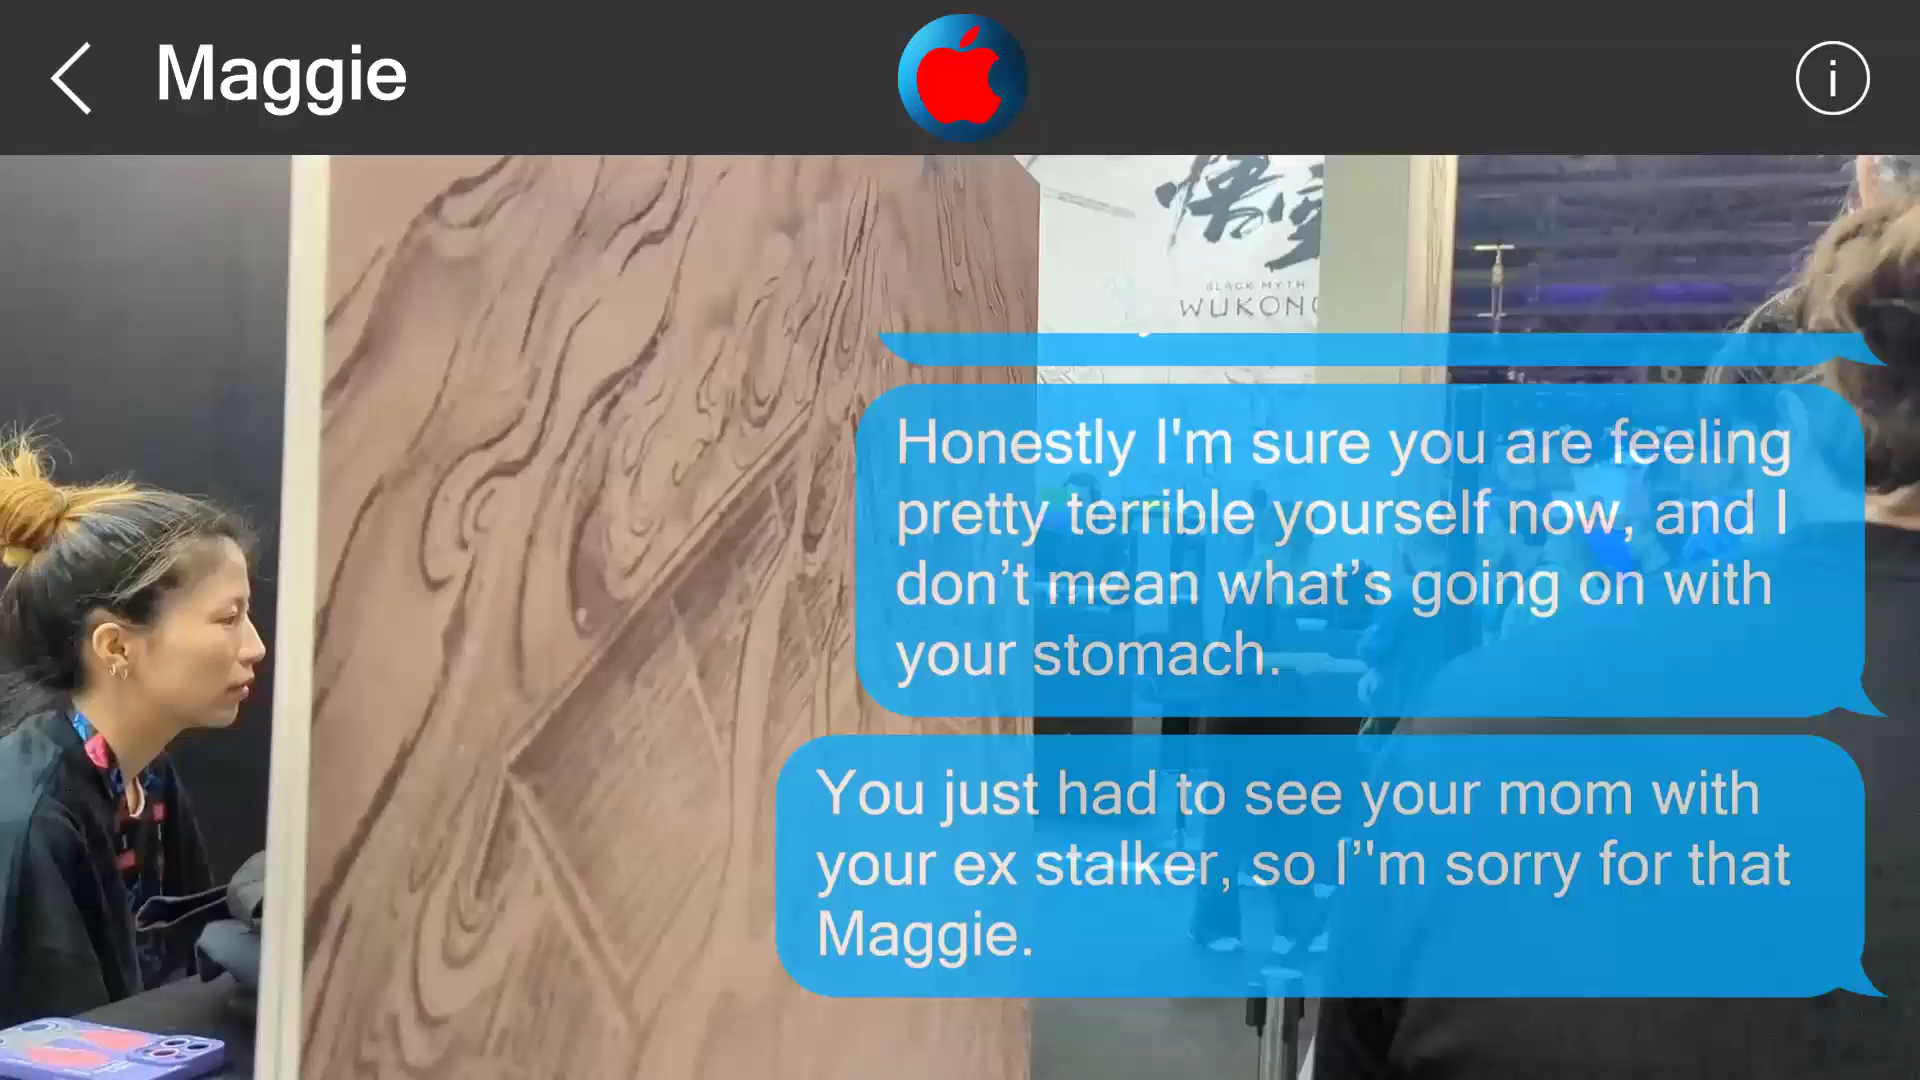 Maggie
悟空
BLACK MYTH
WUKONG
Honestly I'm sure you are feeling
pretty terrible yourself now, and I
don’t mean what’s going on with
your stomach.
You just had to see your mom with
your ex stalker, so I’'m sorry for that
Maggie.